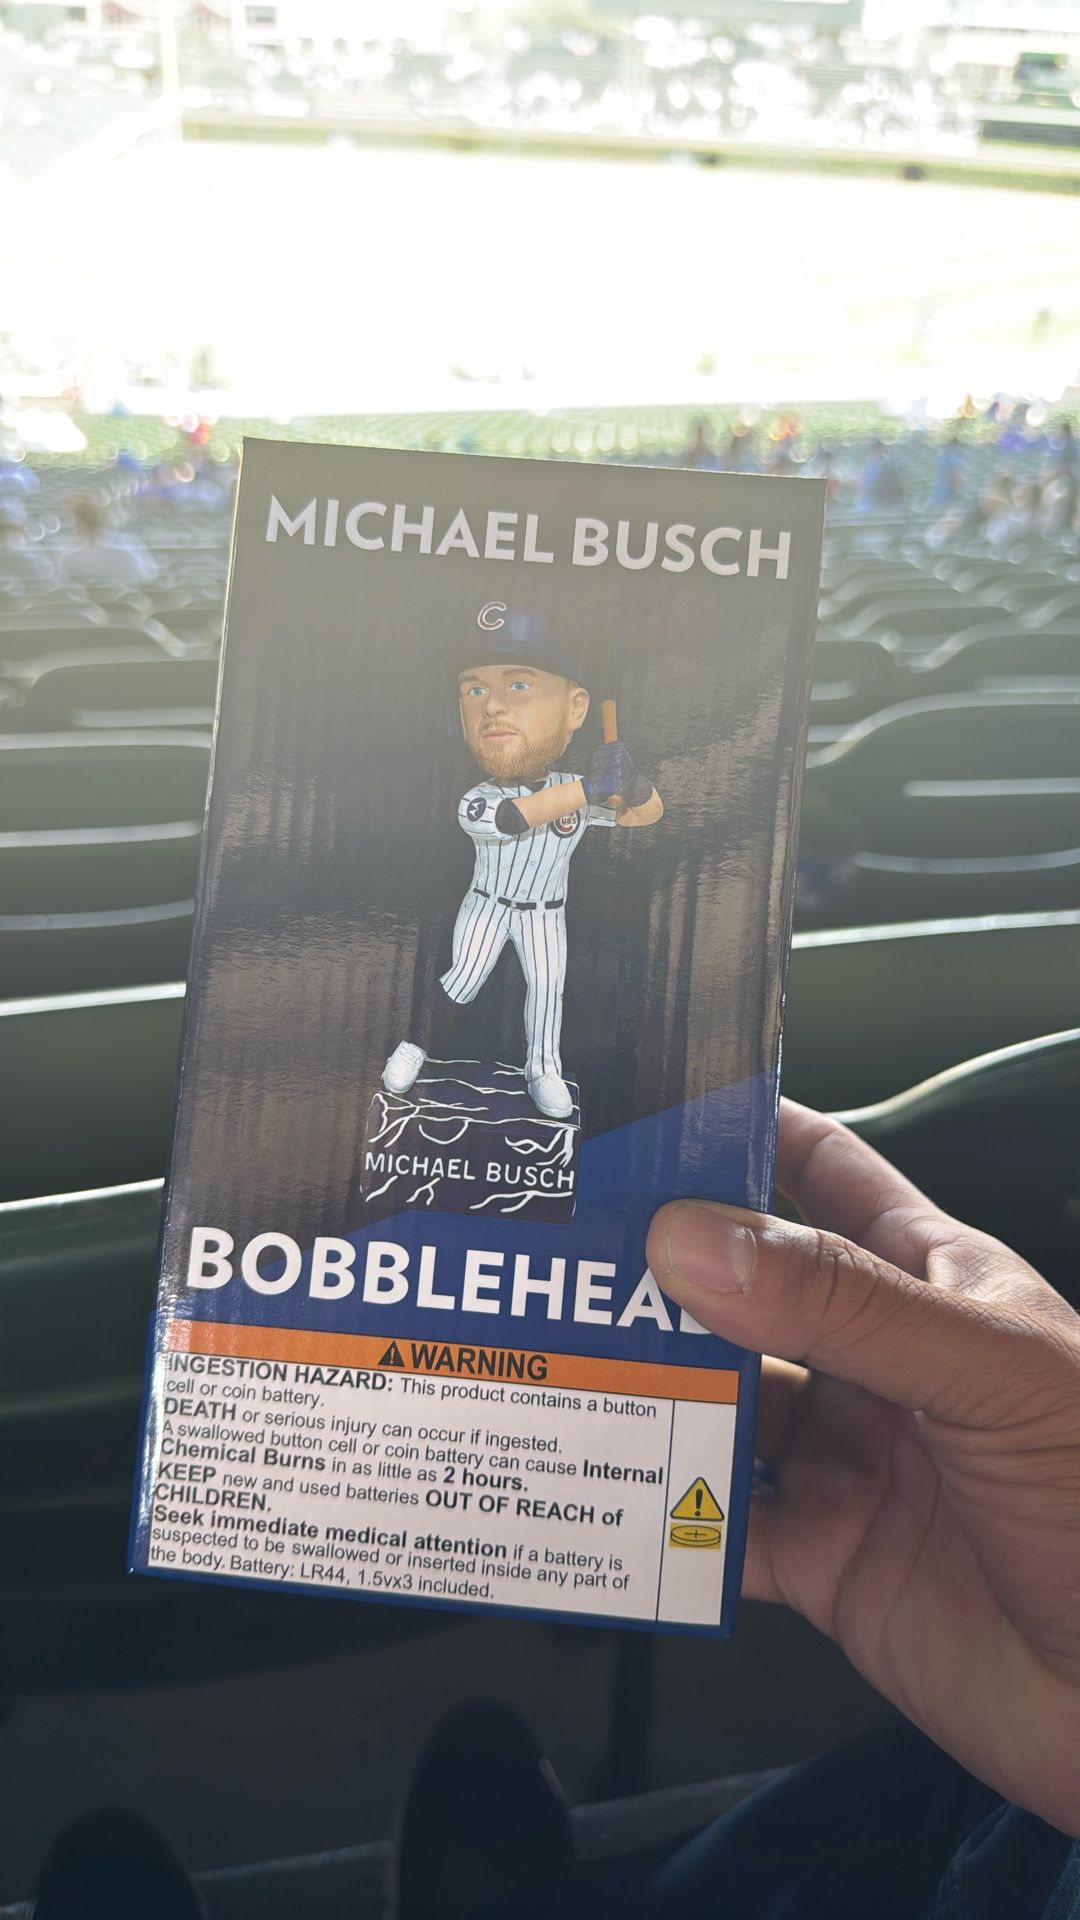 MICHAEL BUSCH
C
CUBS
MICHAEL BUSCH
BOBBLEHEAD
WARNING
INGESTION HAZARD: This product contains a button
cell or coin battery.
DEATH or serious injury can occur if ingested.
A swallowed button cell or coin battery can cause Internal
Chemical Burns in as little as 2 hours.
KEEP new and used batteries OUT OF REACH of
CHILDREN.
Seek immediate medical attention if a battery is
suspected to be swallowed or inserted inside any part of
the body. Battery: LR44, 1.5vx3 included.